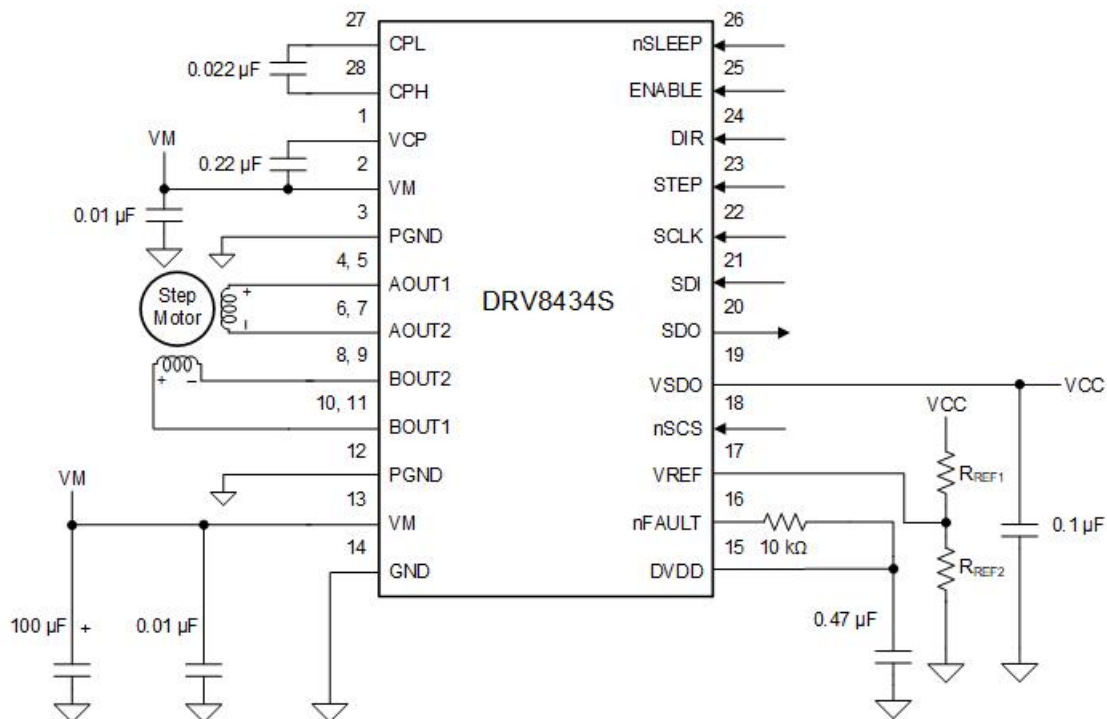 27
CPL
0.022 µF
28
CPH
1
VCP
VM
0.22 µF
2
VM
0.01 µF
3
PGND
4, 5
AOUT1
Step
Motor
+
–
6, 7
AOUT2
8, 9
BOUT2
+ –
10, 11
BOUT1
12
PGND
VM
13
VM
14
GND
100 µF +
0.01 µF
DRV8434S
26
nSLEEP
25
ENABLE
24
DIR
23
STEP
22
SCLK
21
SDI
20
SDO
19
VSDO
VCC
18
nSCS
VCC
17
VREF
RREF1
16
nFAULT
10 kΩ
15
DVDD
RREF2
0.1 µF
0.47 µF